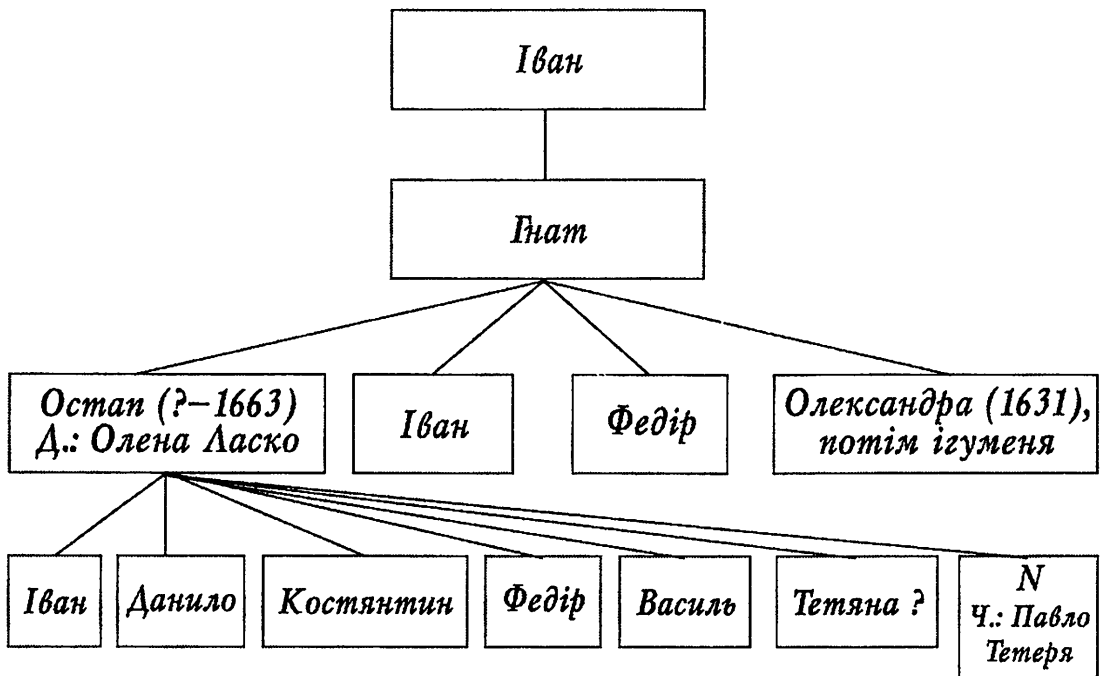 Іван
Гнат
Остап (?–1663)
Д.: Олена Ласко
Іван
Федір
Олександра (1631),
потім ігуменя
Іван
Данило
Костянтин
Федір
Василь
Тетяна ?
N
Ч.: Павло
Тетеря